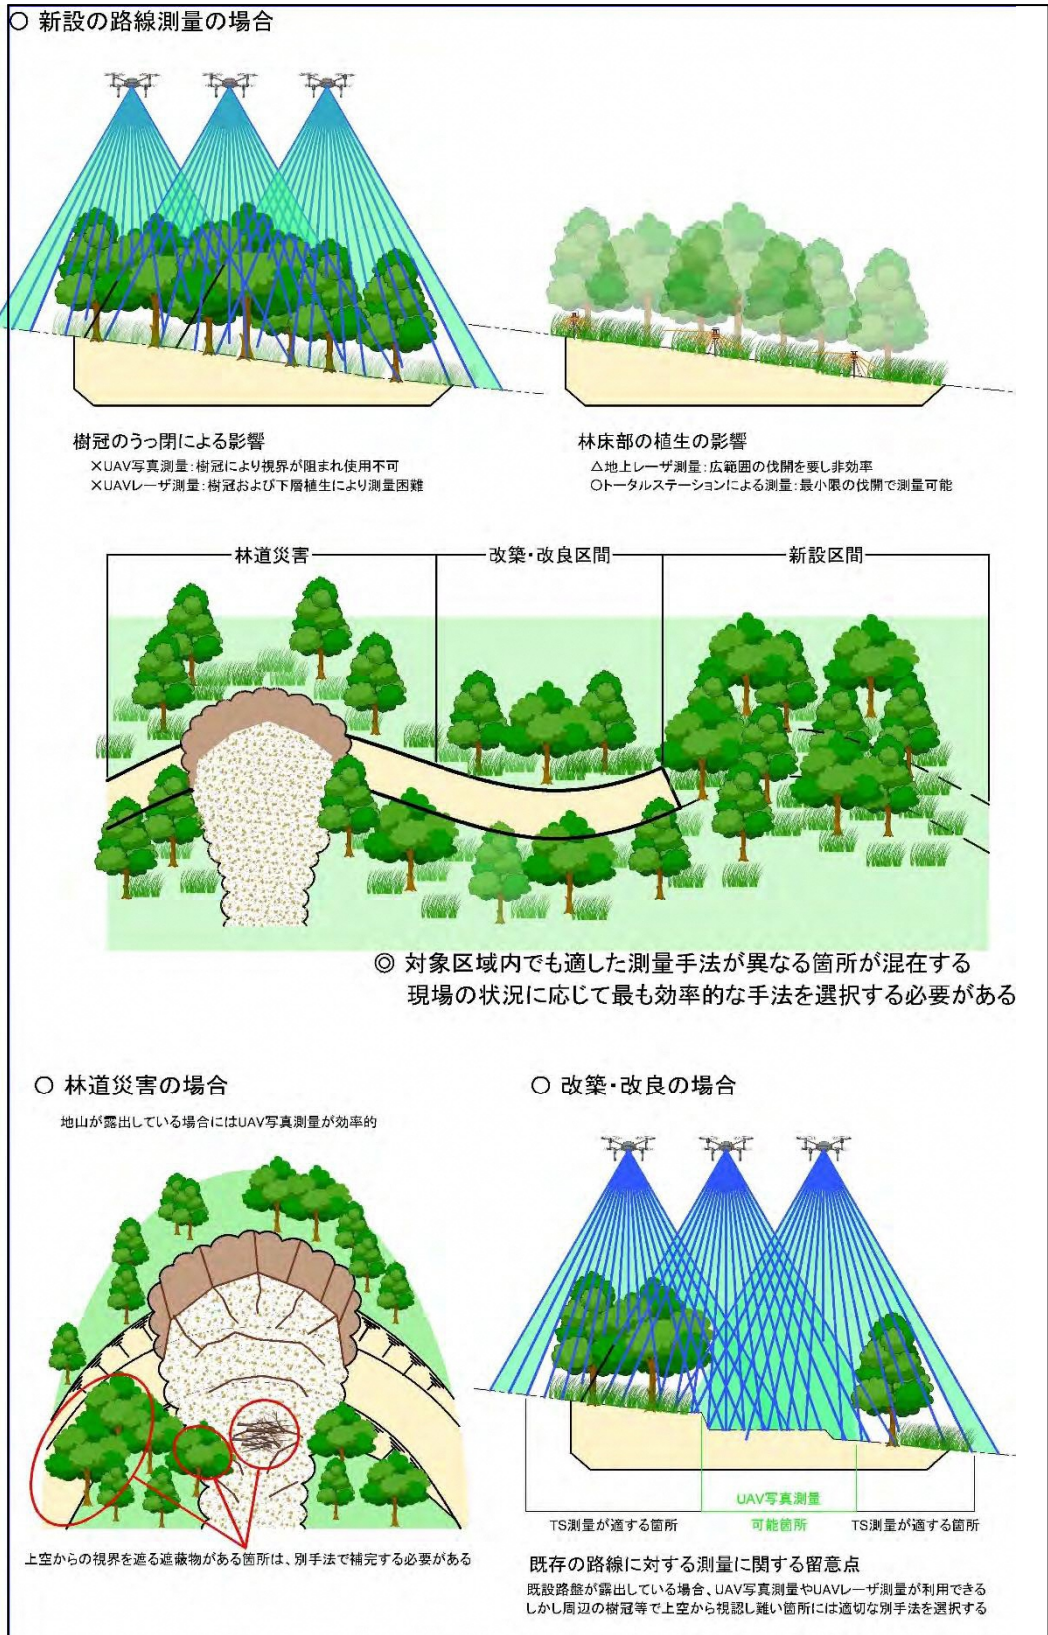 ○ 新設の路線測量の場合
樹冠のうっ閉による影響
×UAV写真測量:樹冠により視界が阻まれ使用不可
×UAVレーザ測量:樹冠および下層植生により測量困難
林床部の植生の影響
△地上レーザ測量:広範囲の伐開を要し非効率
○トータルステーションによる測量:最小限の伐開で測量可能
林道災害
改築・改良区間
新設区間
◎ 対象区域内でも適した測量手法が異なる箇所が混在する
現場の状況に応じて最も効率的な手法を選択する必要がある
○ 林道災害の場合
地山が露出している場合にはUAV写真測量が効率的
上空からの視界を遮る遮蔽物がある箇所は、別手法で補完する必要がある
○ 改築・改良の場合
UAV写真測量
TS測量が適する箇所
可能箇所
TS測量が適する箇所
既存の路線に対する測量に関する留意点
既設路盤が露出している場合、UAV写真測量やUAVレーザ測量が利用できる
しかし周辺の樹冠等で上空から視認し難い箇所には適切な別手法を選択する